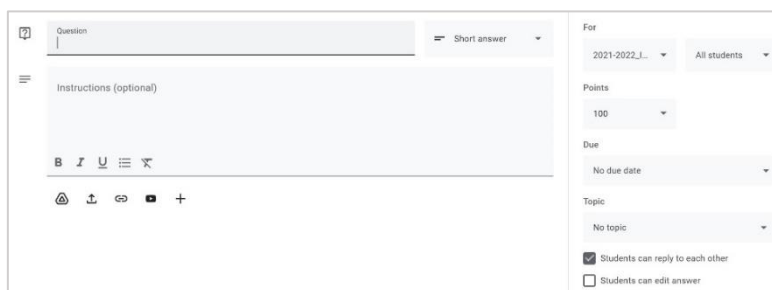 Question
Short answer
Instructions (optional)
B I U
For
2021-2022_I...
All students
Points
100
Due
No due date
Topic
No topic
Students can reply to each other
Students can edit answer